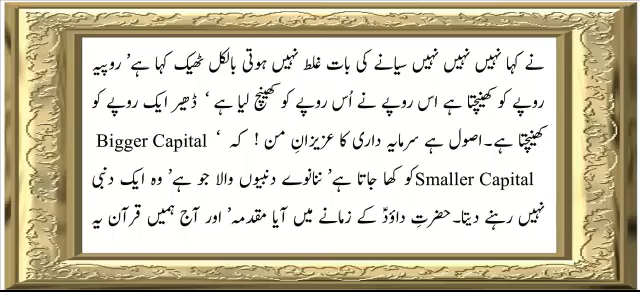 نے کہا نہیں نہیں نہیں سیانے کی بات غلط نہیں ہوتی بالکل ٹھیک کہا ہے’ روپیہ
روپے کو کھینچتا ہے اس روپے نے اُس روپے کو کھینچ لیا ہے ‘ ڈھیر ایک روپے کو
کھینچتا ہے۔اصول ہے سرمایہ داری کا عزیزانِ من ! کہ ‘ Bigger Capital
Smaller Capitalکو کھا جاتا ہے’ ننانوے دنبیوں والا جو ہے’ وہ ایک دنبی
نہیں رہنے دیتا۔حضرتِ داؤدؑ کے زمانے میں آیا مقدمہ’ اور آج ہمیں قرآن یہ